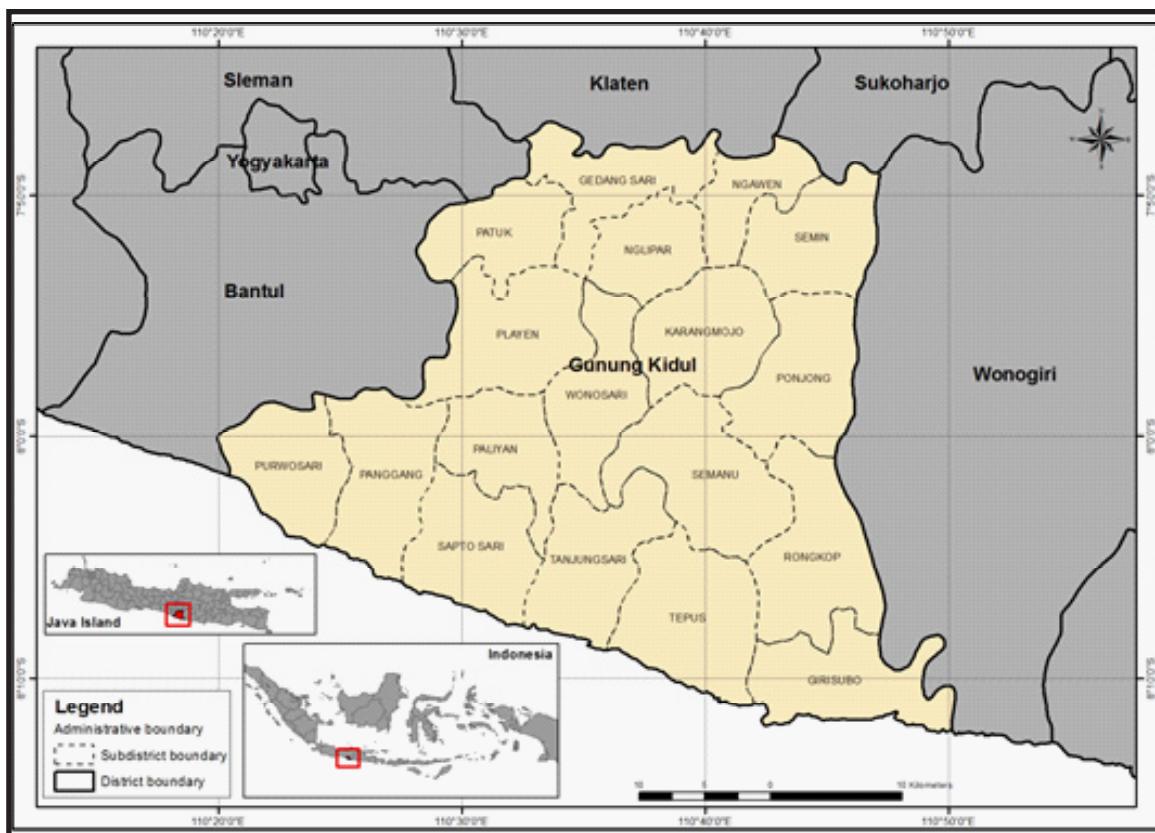 110°20'0"E 110°30'0"E 110°40'0"E 110°50'0"E
Sleman
Klaten
Sukoharjo
Yogyakarta
GEDANG SARI
NGAWEN
7°50'0"S
7°50'0"S
PATUK
NGLIPAR
SEMIN
Bantul
PLAYEN
KARANGMOJO
Gunung Kidul
Wonogiri
PONJONG
WONOSARI
8°0'0"S
8°0'0"S
PALIYAN
PURWOSARI
PANGGANG
SEMANU
SAPTO SARI
TANJUNGSARI
RONGKOP
TEPUS
Java Island
Indonesia
8°10'0"S
8°10'0"S
GIRISUBO
Legend
Administrative boundary
Subdistrict boundary
District boundary
10 5 0 10 Kilometers
110°20'0"E 110°30'0"E 110°40'0"E 110°50'0"E